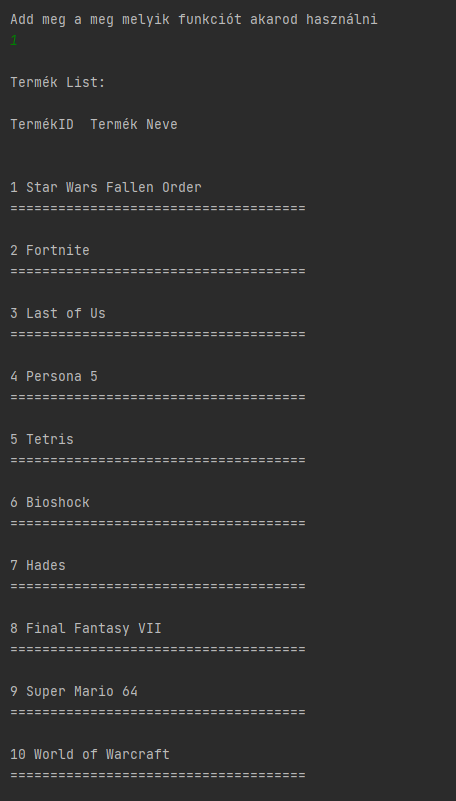 Add meg a meg melyik funkciót akarod használni
1
Termék List:
TermékID  Termék Neve
1 Star Wars Fallen Order
=====================================
2 Fortnite
=====================================
3 Last of Us
=====================================
4 Persona 5
=====================================
5 Tetris
=====================================
6 Bioshock
=====================================
7 Hades
=====================================
8 Final Fantasy VII
=====================================
9 Super Mario 64
=====================================
10 World of Warcraft
=====================================